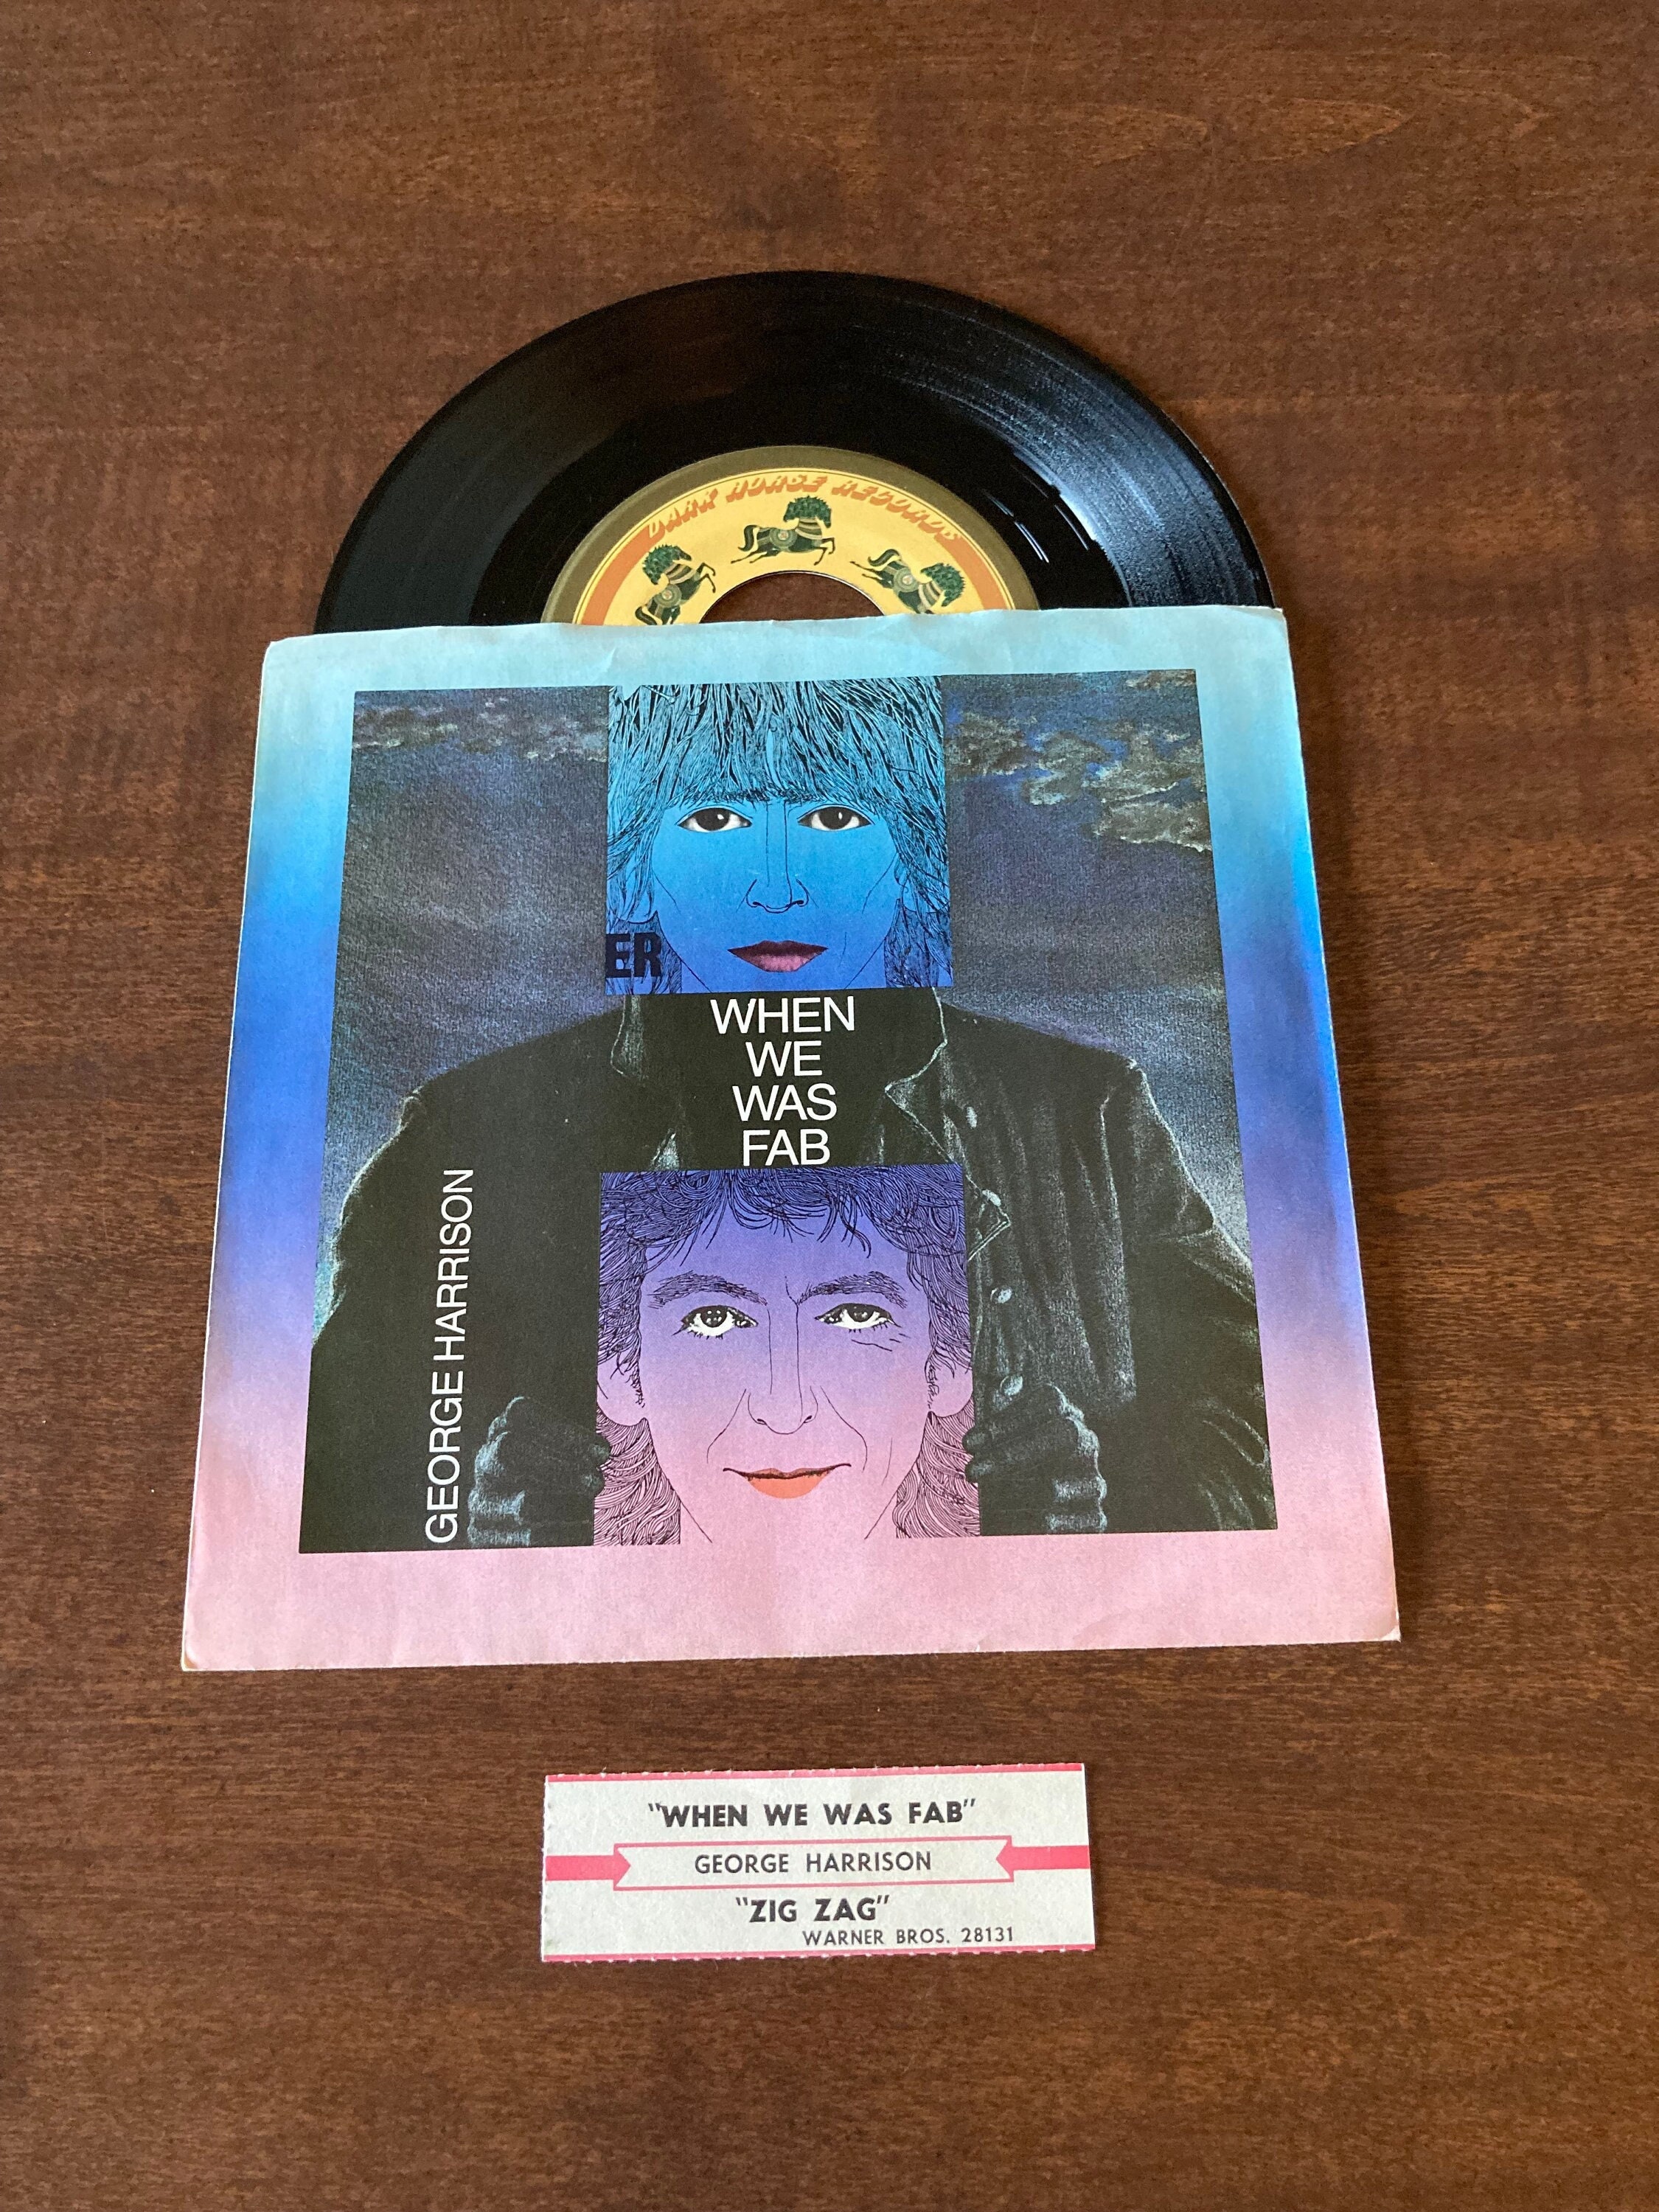 DARK HORSE RECORDS
ER
WHEN
WE
WAS
FAB
GEORGE HARRISON
"WHEN WE WAS FAB"
GEORGE HARRISON
"ZIG ZAG"
WARNER BROS. 28131